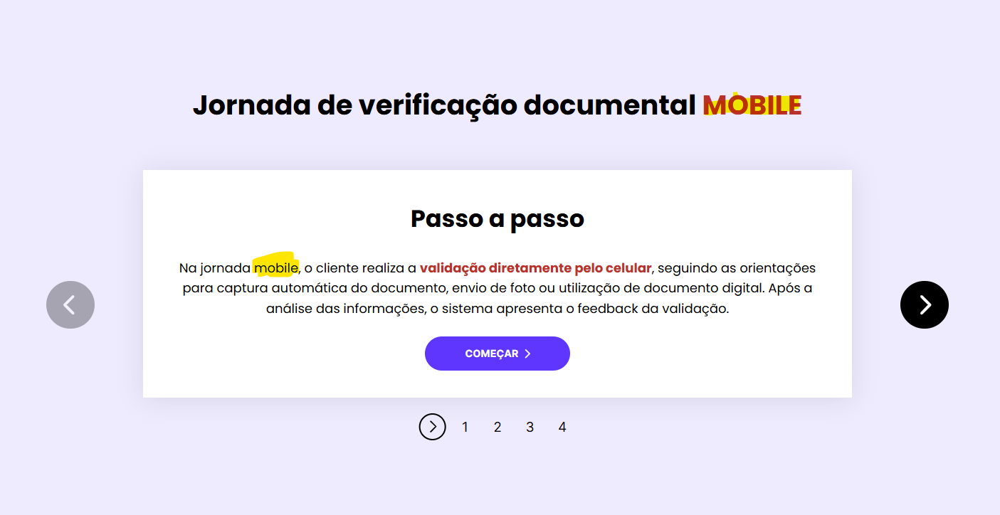 Jornada de verificação documental MOBILE
Passo a passo
Na jornada mobile, o cliente realiza a validação diretamente pelo celular, seguindo as orientações
para captura automática do documento, envio de foto ou utilização de documento digital. Após a
análise das informações, o sistema apresenta o feedback da validação.
COMEÇAR
1 2 3 4